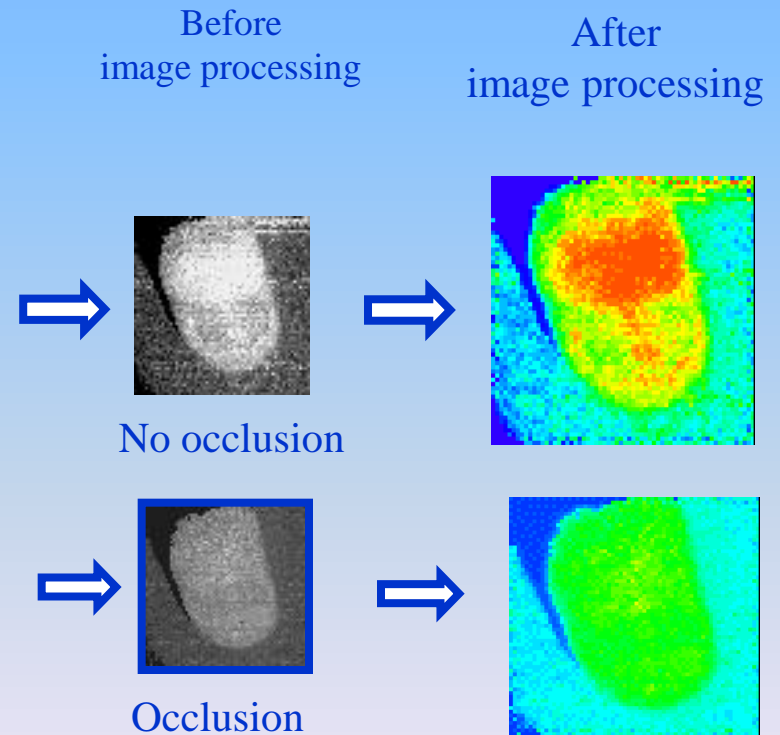 Before
image processing
After
image processing
No occlusion
Occlusion